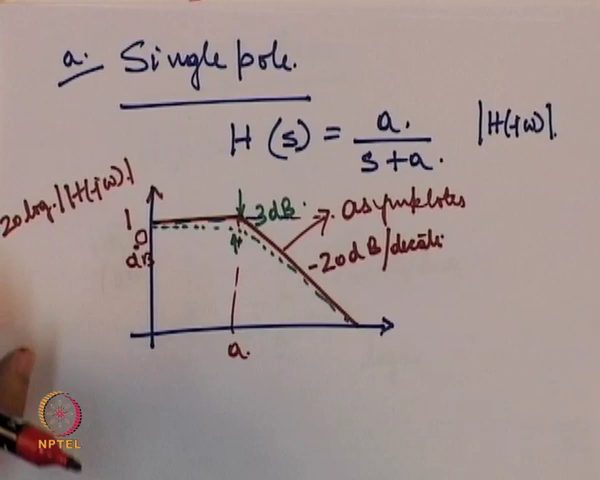 a. Single pole.
H(s) = a. / s+a. |H(jω)|.
20 log.|H(jω).|
1
0
dB
3dB.
asymptotes
-20dB/decade
a.
NPTEL